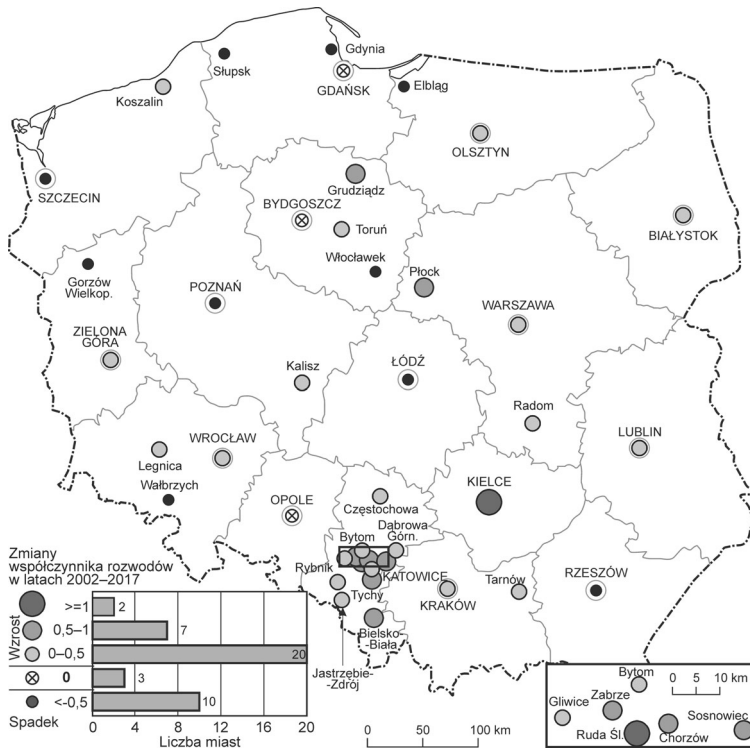 Gdynia
Słupsk
GDAŃSK
Elbląg
Koszalin
OLSZTYN
SZCZECIN
Grudziądz
BYDGOSZCZ
Toruń
BIAŁYSTOK
Włocławek
Gorzów
Wielkop.
POZNAŃ
Płock
WARSZAWA
ZIELONA
GÓRA
ŁÓDŹ
Kalisz
Radom
LUBLIN
WROCŁAW
Legnica
Wałbrzych
OPOLE
KIELCE
Częstochowa
Bytom
Dąbrowa
Górn.
Rybnik
KATOWICE
Tychy
KRAKÓW
Tarnów
RZESZÓW
Bielsko-
-Biała
Jastrzębie-
-Zdrój
Zmiany
współczynnika rozwodów
w latach 2002–2017
Wzrost
>=1
2
0,5–1
7
0–0,5
20
0
3
<-0,5
10
Spadek
0 4 8 12 16 20
Liczba miast
0 50 100 km
Bytom
0 5 10 km
Gliwice
Zabrze
Sosnowiec
Ruda Śl.
Chorzów